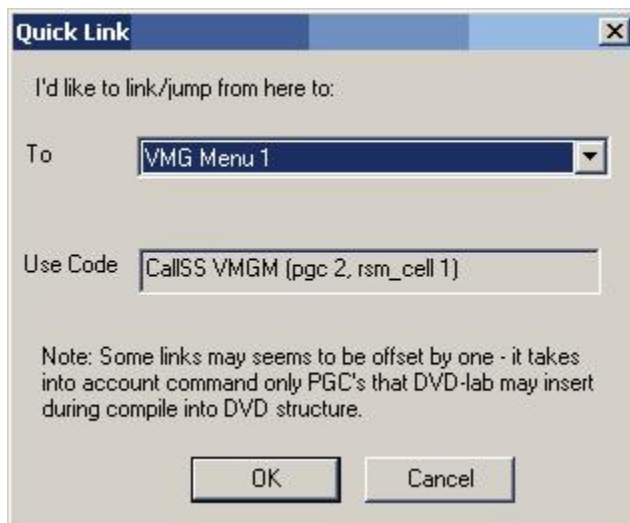 Quick Link
I'd like to link/jump from here to:
To VMG Menu 1
Use Code CallSS VMGM (pgc 2, rsm_cell 1)
Note: Some links may seems to be offset by one - it takes
into account command only PGC's that DVD-lab may insert
during compile into DVD structure.
OK Cancel